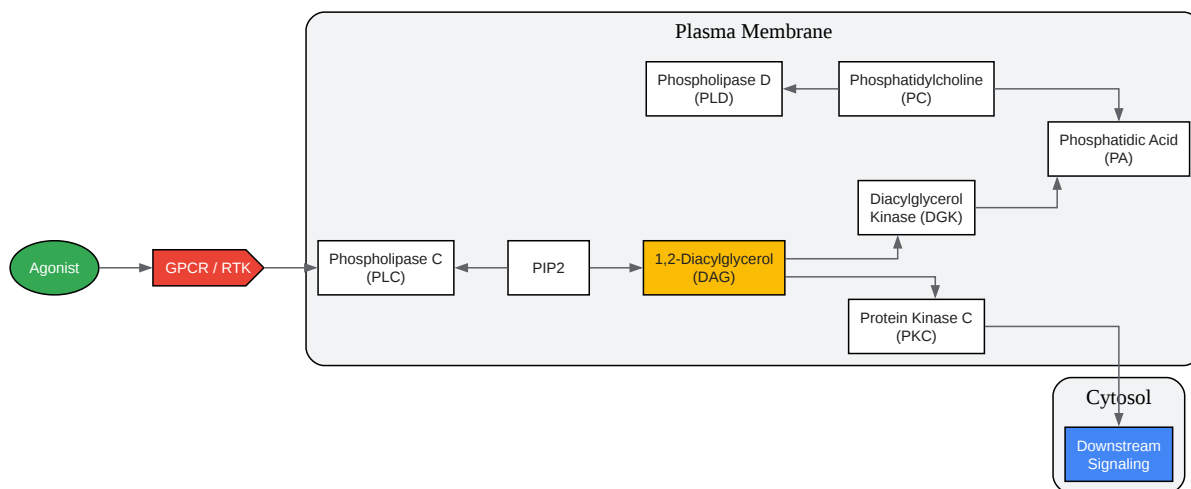 Plasma Membrane
Phospholipase D
(PLD)
Phosphatidylcholine
(PC)
Phosphatidic Acid
(PA)
Diacylglycerol
Kinase (DGK)
Agonist
GPCR / RTK
Phospholipase C
(PLC)
PIP2
1,2-Diacylglycerol
(DAG)
Protein Kinase C
(PKC)
Cytosol
Downstream
Signaling